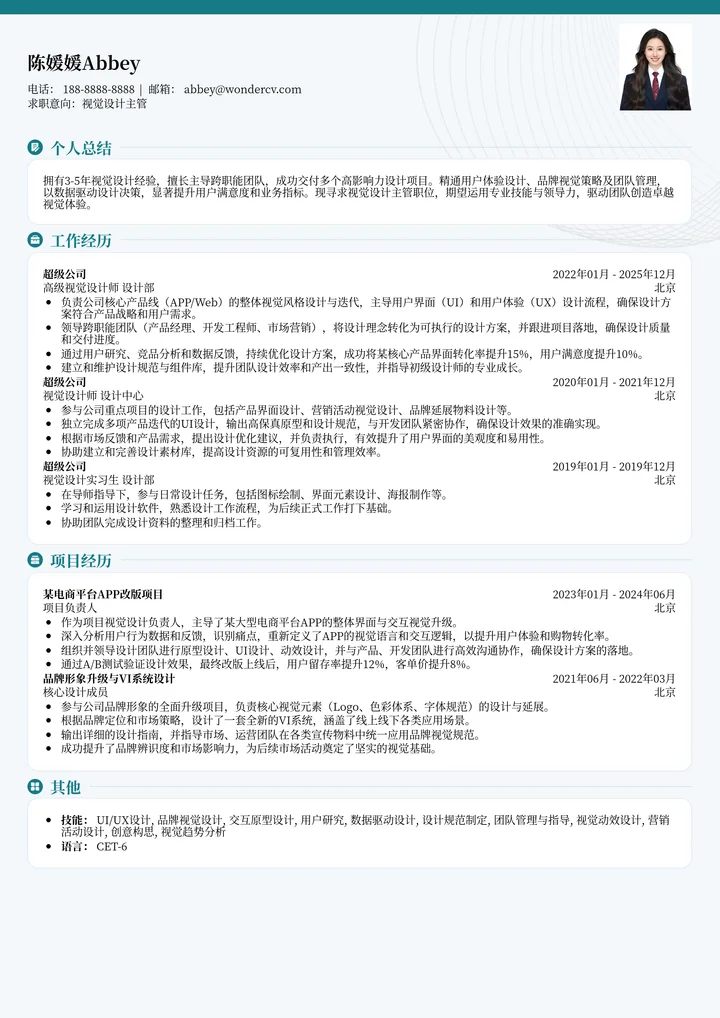 陈媛媛Abbey
电话： 188-8888-8888 | 邮箱： abbey@wondercv.com
求职意向：视觉设计主管
个人总结
拥有3-5年视觉设计经验，擅长主导跨职能团队，成功交付多个高影响力设计项目。精通用户体验设计、品牌视觉策略及团队管理，
以数据驱动设计决策，显著提升用户满意度和业务指标。现寻求视觉设计主管职位，期望运用专业技能与领导力，驱动团队创造卓越
视觉体验。
工作经历
超级公司 2022年01月 - 2025年12月
高级视觉设计师 设计部 北京
• 负责公司核心产品线（APP/Web）的整体视觉风格设计与迭代，主导用户界面（UI）和用户体验（UX）设计流程，确保设计方
案符合产品战略和用户需求。
• 领导跨职能团队（产品经理、开发工程师、市场营销），将设计理念转化为可执行的设计方案，并跟进项目落地，确保设计质量
和交付进度。
• 通过用户研究、竞品分析和数据反馈，持续优化设计方案，成功将某核心产品界面转化率提升15%，用户满意度提升10%。
• 建立和维护设计规范与组件库，提升团队设计效率和产出一致性，并指导初级设计师的专业成长。
超级公司 2020年01月 - 2021年12月
视觉设计师 设计中心 北京
• 参与公司重点项目的设计工作，包括产品界面设计、营销活动视觉设计、品牌延展物料设计等。
• 独立完成多项产品迭代的UI设计，输出高保真原型和设计规范，与开发团队紧密协作，确保设计效果的准确实现。
• 根据市场反馈和产品需求，提出设计优化建议，并负责执行，有效提升了用户界面的美观度和易用性。
• 协助建立和完善设计素材库，提高设计资源的可复用性和管理效率。
超级公司 2019年01月 - 2019年12月
视觉设计实习生 设计部 北京
• 在导师指导下，参与日常设计任务，包括图标绘制、界面元素设计、海报制作等。
• 学习和运用设计软件，熟悉设计工作流程，为后续正式工作打下基础。
• 协助团队完成设计资料的整理和归档工作。
项目经历
某电商平台APP改版项目 2023年01月 - 2024年06月
项目负责人 北京
• 作为项目视觉设计负责人，主导了某大型电商平台APP的整体界面与交互视觉升级。
• 深入分析用户行为数据和反馈，识别痛点，重新定义了APP的视觉语言和交互逻辑，以提升用户体验和购物转化率。
• 组织并领导设计团队进行原型设计、UI设计、动效设计，并与产品、开发团队进行高效沟通协作，确保设计方案的落地。
• 通过A/B测试验证设计效果，最终改版上线后，用户留存率提升12%，客单价提升8%。
品牌形象升级与VI系统设计 2021年06月 - 2022年03月
核心设计成员 北京
• 参与公司品牌形象的全面升级项目，负责核心视觉元素（Logo、色彩体系、字体规范）的设计与延展。
• 根据品牌定位和市场策略，设计了一套全新的VI系统，涵盖了线上线下各类应用场景。
• 输出详细的设计指南，并指导市场、运营团队在各类宣传物料中统一应用品牌视觉规范。
• 成功提升了品牌辨识度和市场影响力，为后续市场活动奠定了坚实的视觉基础。
其他
• 技能： UI/UX设计, 品牌视觉设计, 交互原型设计, 用户研究, 数据驱动设计, 设计规范制定, 团队管理与指导, 视觉动效设计, 营销
活动设计, 创意构思, 视觉趋势分析
• 语言： CET-6